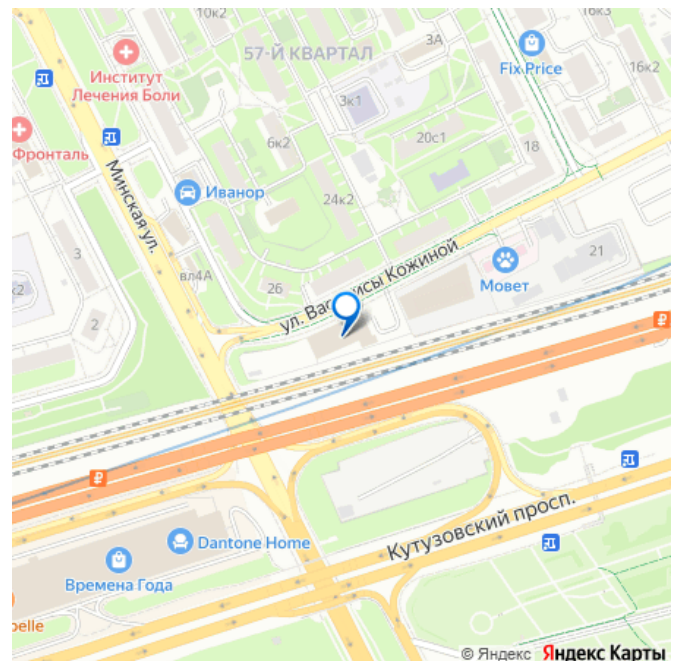 10к2
16к3
57-Й КВАРТАЛ
3А
Институт
Лечения Боли
Fix Price
16к2
3к1
6к2
20с1
18
Фронталь
Минская ул.
Иванор
24к2
3
вл4А
21
к2
26
ул. Василисы Кожиной
Мовет
2
₽
₽
Dantone Home
Кутузовский просп.
Времена Года
belle
© Яндекс Яндекс Карты